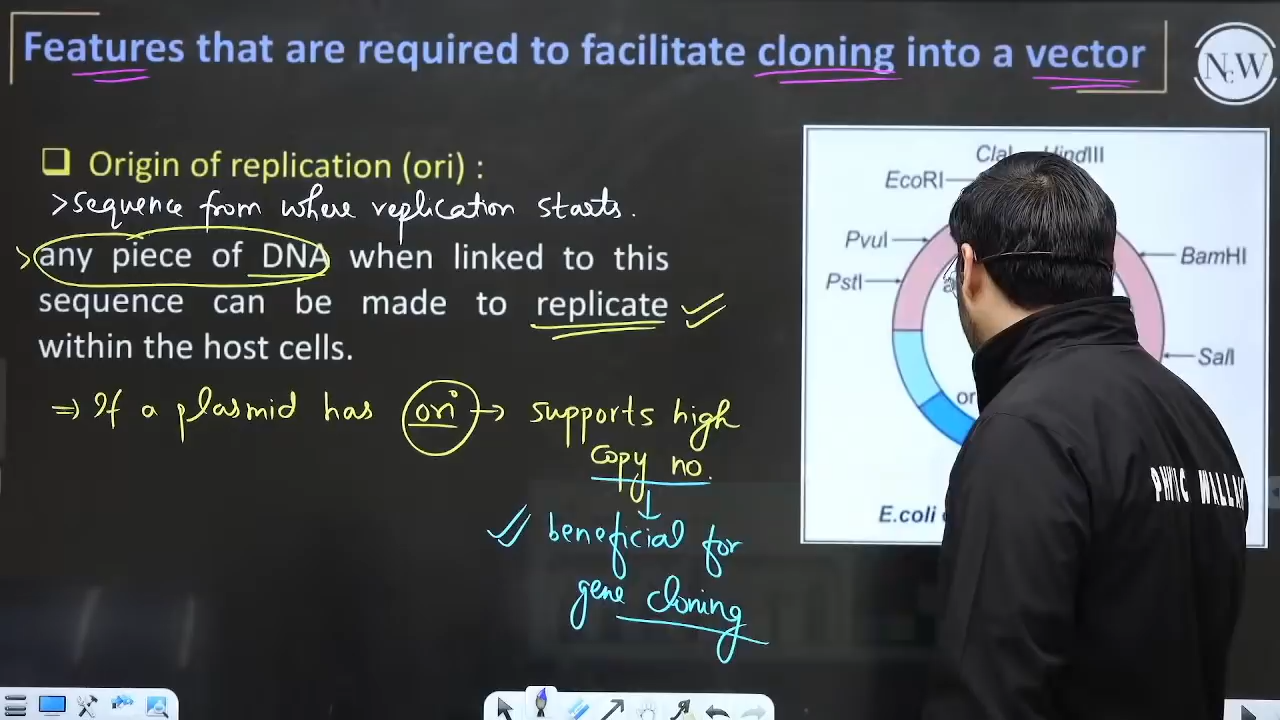 Features that are required to facilitate cloning into a vector
NcW
Origin of replication (ori) :
>sequence from where replication starts.
> any piece of DNA when linked to this
sequence can be made to replicate
within the host cells.
⇒ If a plasmid has ori → supports high
copy no.
↓
beneficial for
gene cloning
ClaI HindIII
EcoRI
PvuI
BamHI
PstI
SalI
or
E.coli